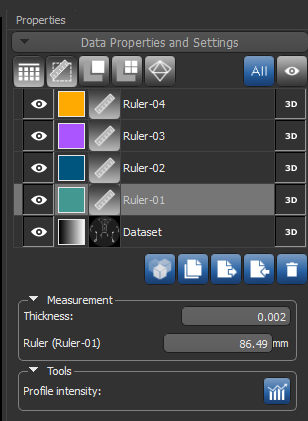 Properties
Data Properties and Settings
All
Ruler-04 3D
Ruler-03 3D
Ruler-02 3D
Ruler-01 3D
Dataset 3D
Measurement
Thickness: 0.002
Ruler (Ruler-01) 86.49 mm
Tools
Profile intensity: